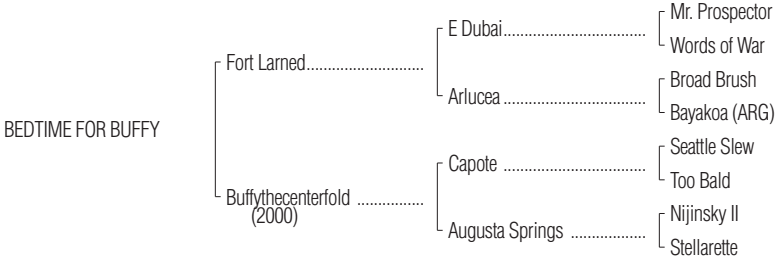 Mr. Prospector
E Dubai..................................
Words of War
Fort Larned...........................
Broad Brush
Arlucea..................................
Bayakoa (ARG)
BEDTIME FOR BUFFY
Seattle Slew
Capote..................................
Too Bald
Buffythecenterfold................
(2000)
Nijinsky II
Augusta Springs..................
Stellarette